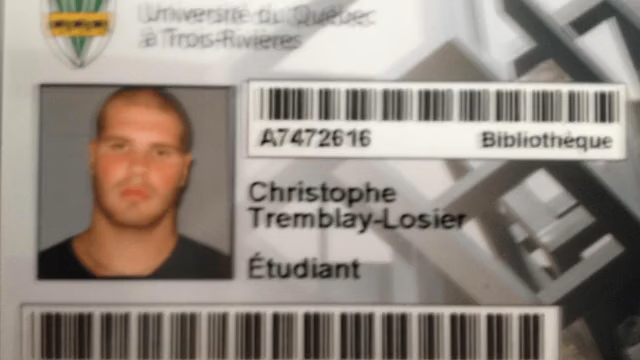 Université du Québec
à Trois-Rivières
A7472616 Bibliothèque
Christophe
Tremblay-Losier
Étudiant